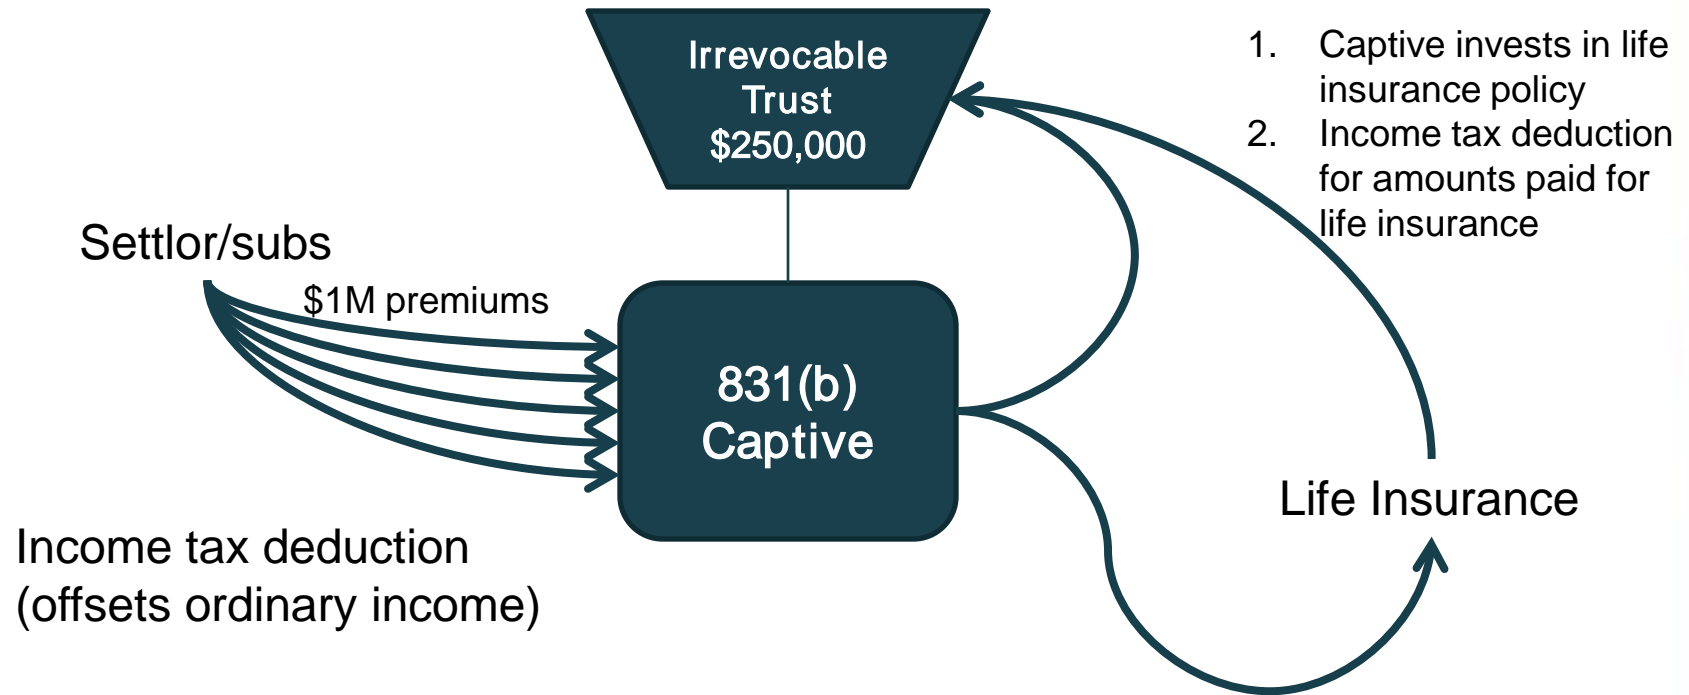 Irrevocable
Trust
$250,000
1. Captive invests in life
insurance policy
2. Income tax deduction
for amounts paid for
life insurance
Settlor/subs
$1M premiums
831(b)
Captive
Life Insurance
Income tax deduction
(offsets ordinary income)